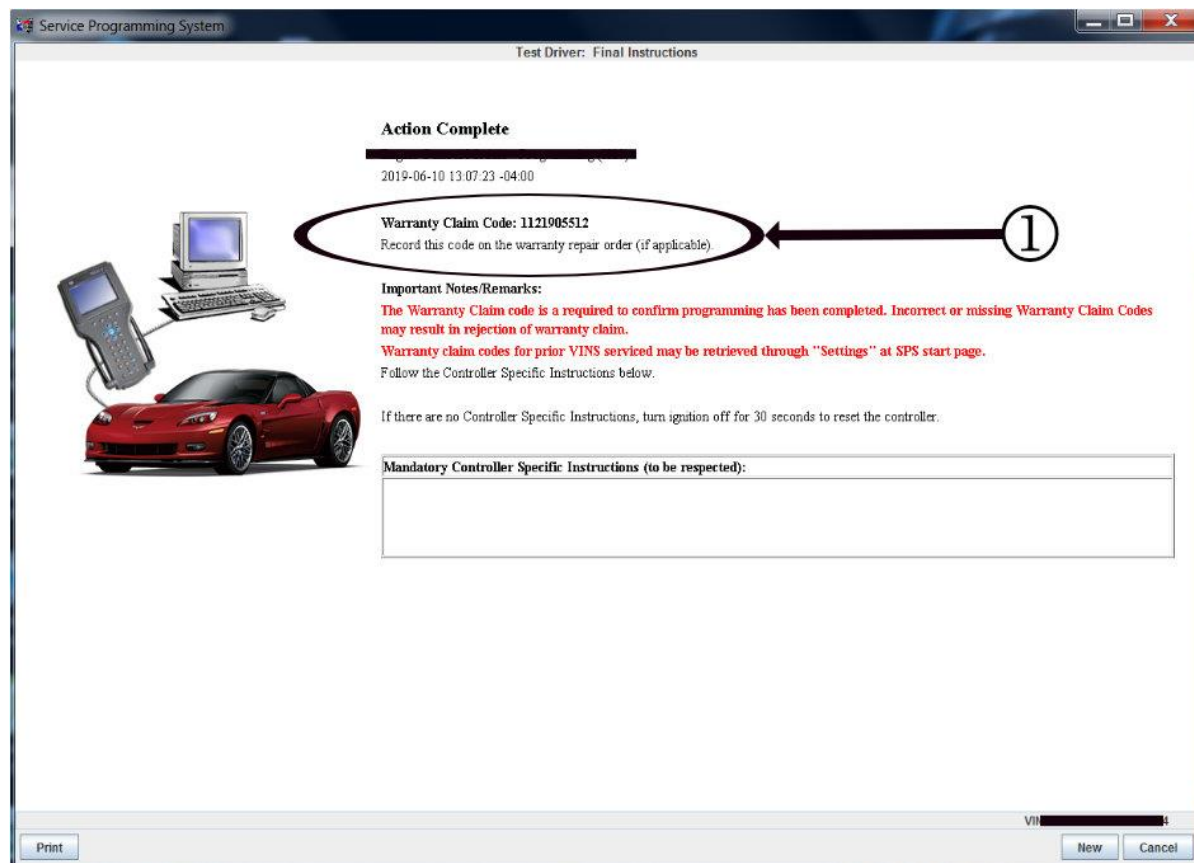 Service Programming System
Test Driver: Final Instructions
Action Complete
2019-06-10 13:07:23 -04:00
Warranty Claim Code: 1121905512
Record this code on the warranty repair order (if applicable).
1
Important Notes/Remarks:
The Warranty Claim code is a required to confirm programming has been completed. Incorrect or missing Warranty Claim Codes
may result in rejection of warranty claim.
Warranty claim codes for prior VINS serviced may be retrieved through "Settings" at SPS start page.
Follow the Controller Specific Instructions below.
If there are no Controller Specific Instructions, turn ignition off for 30 seconds to reset the controller.
Mandatory Controller Specific Instructions (to be respected):
VIN 4
Print New Cancel